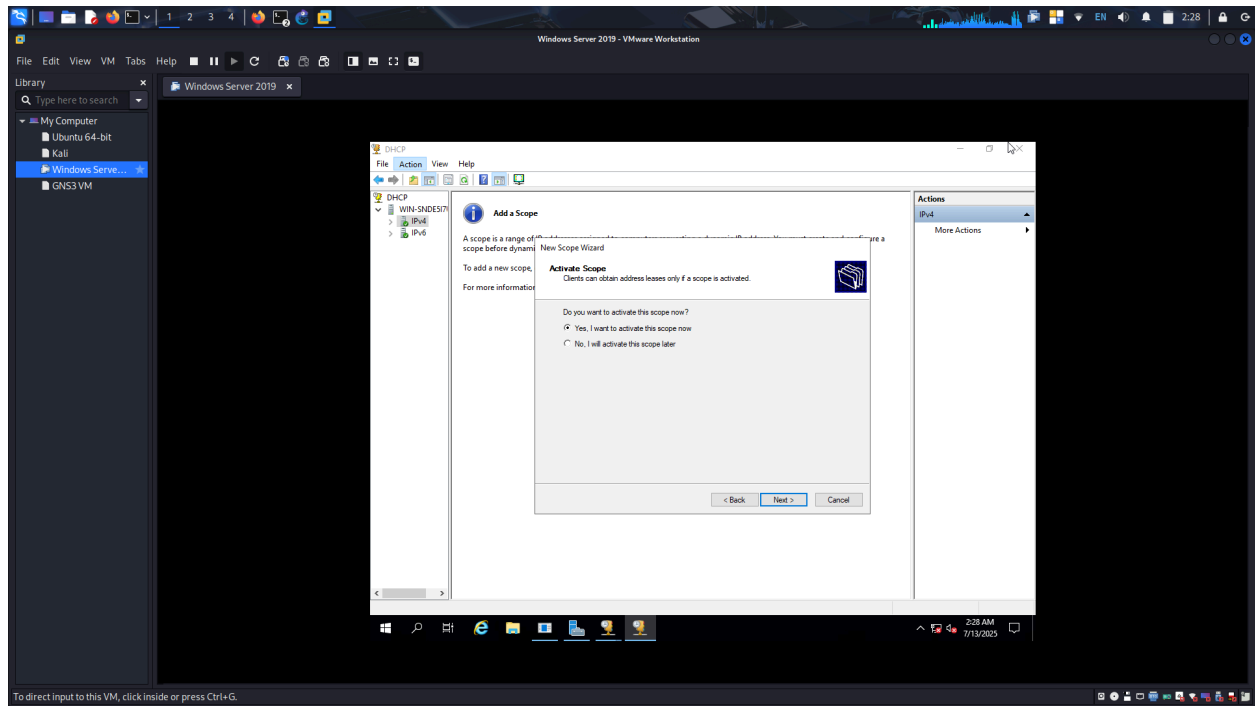 1 2 3 4
EN
2:28
Windows Server 2019 - VMware Workstation
File Edit View VM Tabs Help
Library
Type here to search
My Computer
Ubuntu 64-bit
Kali
Windows Serve...
GNS3 VM
Windows Server 2019
DHCP
File Action View Help
DHCP
WIN-SNDE5I7
IPv4
IPv6
Add a Scope
A scope is a range of
scope before dynami
To add a new scope,
For more information
re a
New Scope Wizard
Activate Scope
Clients can obtain address leases only if a scope is activated.
Do you want to activate this scope now?
Yes, I want to activate this scope now
No, I will activate this scope later
< Back Next > Cancel
Actions
IPv4
More Actions
2:28 AM
7/13/2025
To direct input to this VM, click inside or press Ctrl+G.